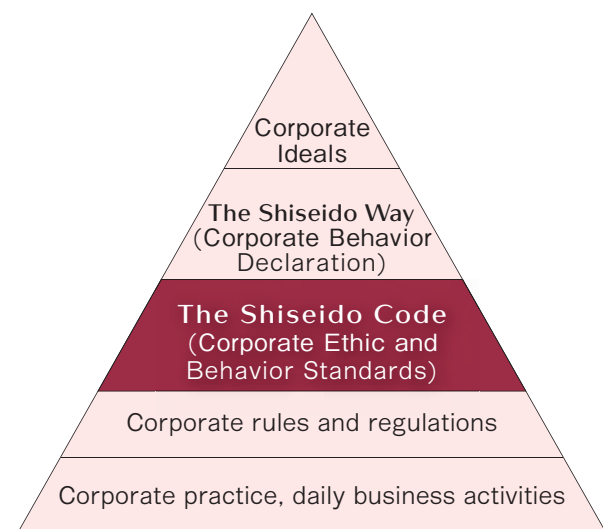 Corporate
Ideals
The Shiseido Way
(Corporate Behavior
Declaration)
The Shiseido Code
(Corporate Ethic and
Behavior Standards)
Corporate rules and regulations
Corporate practice, daily business activities